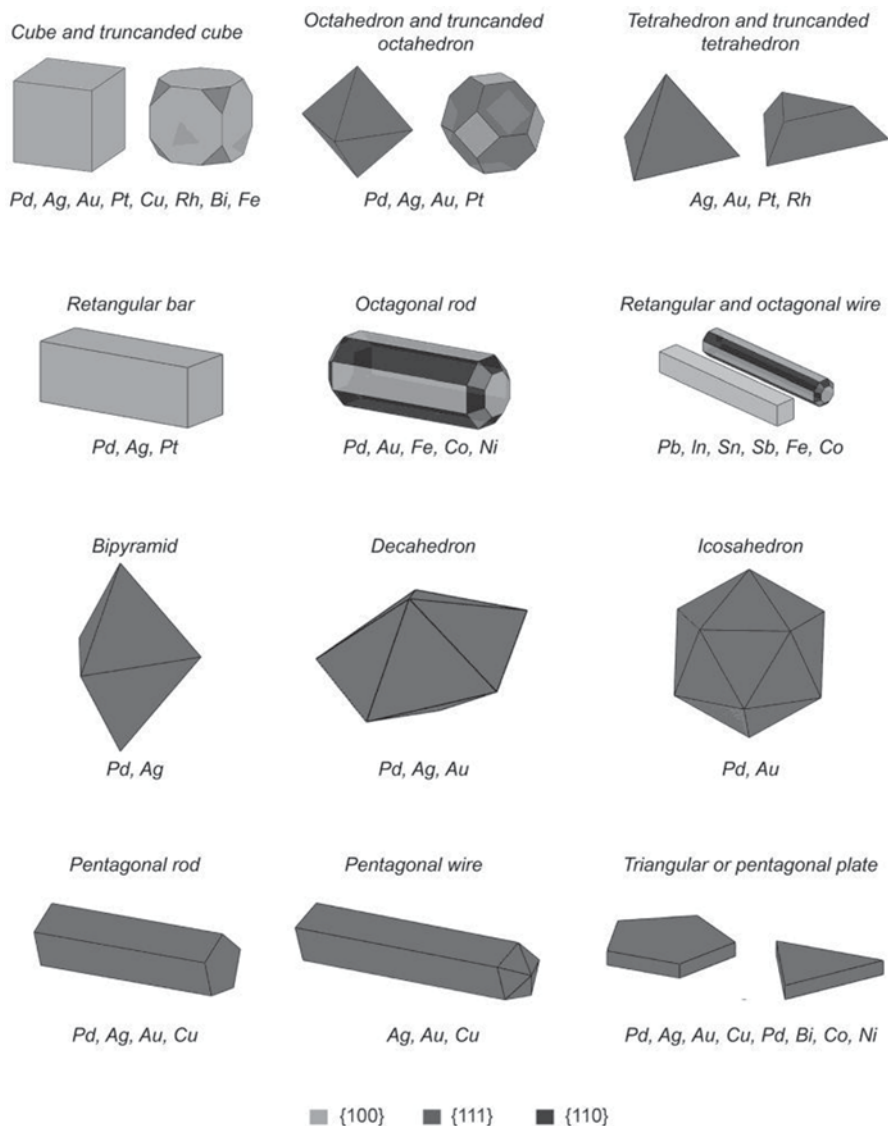 Cube and truncanded cube
Octahedron and truncanded
octahedron
Tetrahedron and truncanded
tetrahedron
Pd, Ag, Au, Pt, Cu, Rh, Bi, Fe
Pd, Ag, Au, Pt
Ag, Au, Pt, Rh
Retangular bar
Octagonal rod
Retangular and octagonal wire
Pd, Ag, Pt
Pd, Au, Fe, Co, Ni
Pb, In, Sn, Sb, Fe, Co
Bipyramid
Decahedron
Icosahedron
Pd, Ag
Pd, Ag, Au
Pd, Au
Pentagonal rod
Pentagonal wire
Triangular or pentagonal plate
Pd, Ag, Au, Cu
Ag, Au, Cu
Pd, Ag, Au, Cu, Pd, Bi, Co, Ni
{100} {111} {110}